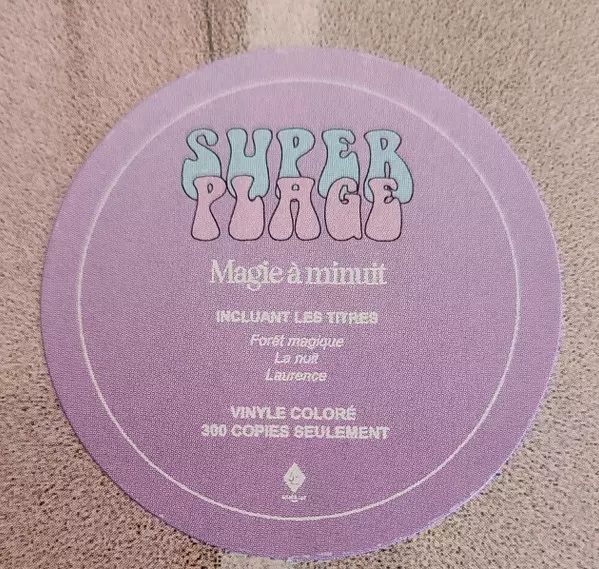 SUPER
PLAGE
Magie à minuit
INCLUANT LES TITRES
Forêt magique
La nuit
Laurence
VINYLE COLORÉ
300 COPIES SEULEMENT